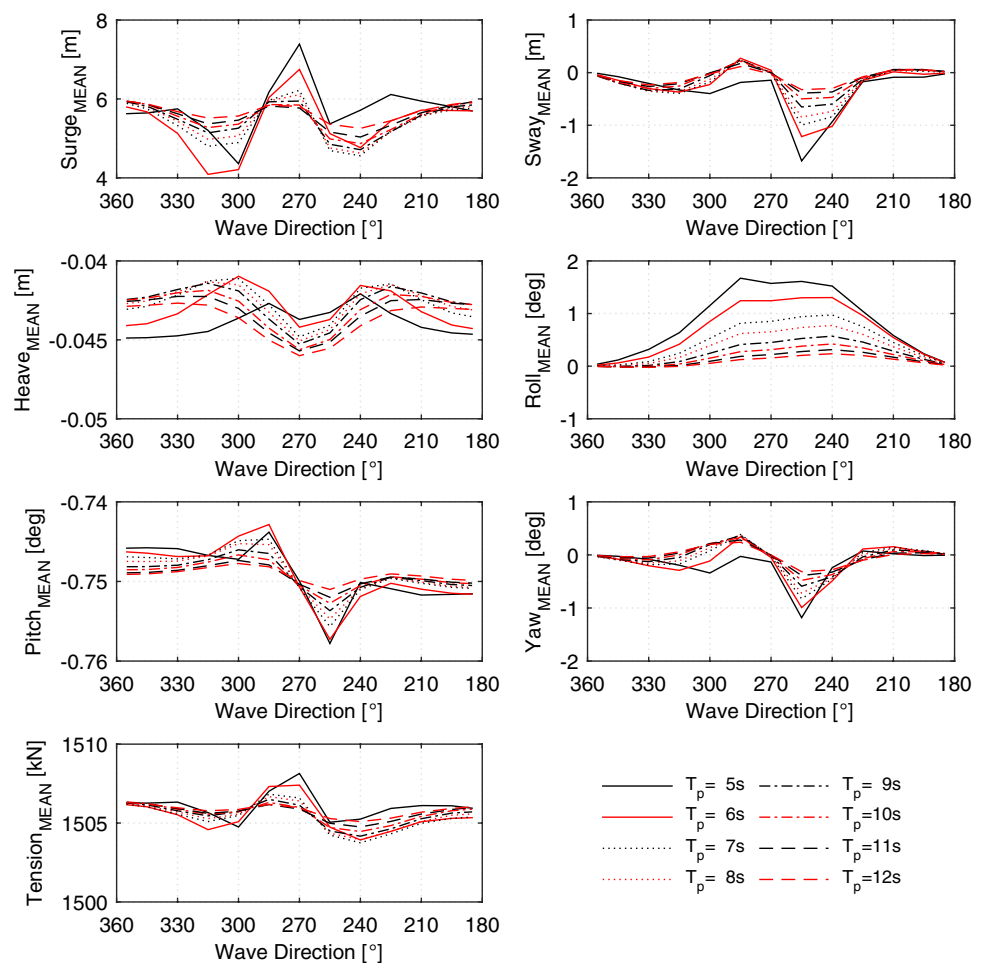 Surge_MEAN [m]
8
6
4
360 330 300 270 240 210 180
Wave Direction [°]
Sway_MEAN [m]
1
0
-1
-2
360 330 300 270 240 210 180
Wave Direction [°]
Heave_MEAN [m]
-0.04
-0.045
-0.05
360 330 300 270 240 210 180
Wave Direction [°]
Roll_MEAN [deg]
2
1
0
-1
360 330 300 270 240 210 180
Wave Direction [°]
Pitch_MEAN [deg]
-0.74
-0.75
-0.76
360 330 300 270 240 210 180
Wave Direction [°]
Yaw_MEAN [deg]
1
0
-1
-2
360 330 300 270 240 210 180
Wave Direction [°]
Tension_MEAN [kN]
1510
1505
1500
360 330 300 270 240 210 180
Wave Direction [°]
T_p= 5s
T_p= 6s
T_p= 7s
T_p= 8s
T_p= 9s
T_p=10s
T_p=11s
T_p=12s